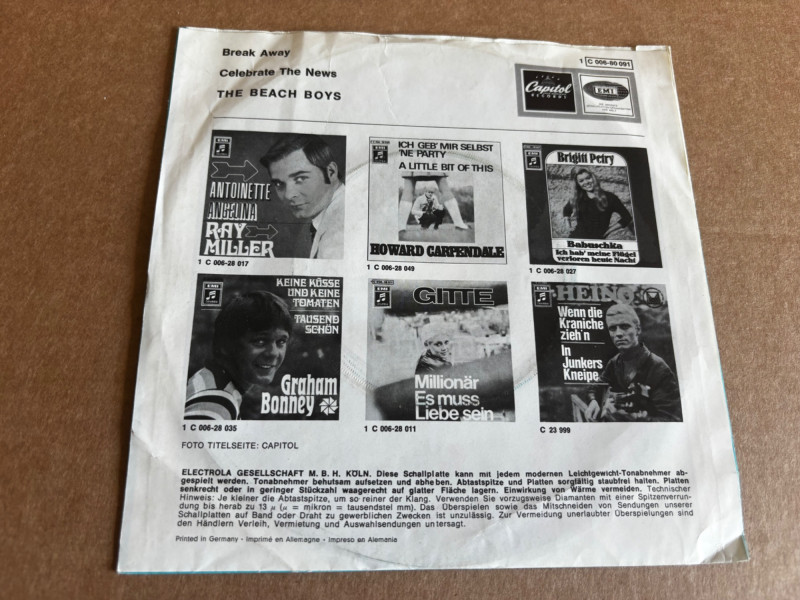 Break Away
Celebrate The News
THE BEACH BOYS
1 C 006-80 091
Capitol
RECORDS
EMI
EMI
ANTOINETTE
ANGELINA
RAY
MILLER
1 C 006-28 017
EMI
ICH GEB' MIR SELBST
'NE PARTY
A LITTLE BIT OF THIS
HOWARD CARPENDALE
1 C 006-28 049
Brigitt Petry
Babuschka
Ich hab' meine Flügel
verloren heute Nacht
1 C 006-28 027
EMI
KEINE KÜSSE
UND KEINE
TOMATEN
TAUSEND
SCHÖN
Graham
Bonney
1 C 006-28 035
EMI
GITTE
Millionär
Es muss
Liebe sein
1 C 006-28 011
EMI
HEINO
Wenn die
Kraniche
zieh'n
In
Junkers
Kneipe
C 23 999
FOTO TITELSEITE: CAPITOL
ELECTROLA GESELLSCHAFT M. B. H. KÖLN. Diese Schallplatte kann mit jedem modernen Leichtgewicht-Tonabnehmer ab-
gespielt werden. Tonabnehmer behutsam aufsetzen und abheben. Abtastspitze und Platten sorgfältig staubfrei halten. Platten
senkrecht oder in geringer Stückzahl waagerecht auf glatter Fläche lagern. Einwirkung von Wärme vermeiden. Technischer
Hinweis: Je kleiner die Abtastspitze, um so reiner der Klang. Verwenden Sie vorzugsweise Diamanten mit einer Spitzenverrun-
dung bis herab zu 13 µ (µ = mikron = tausendstel mm). Das Überspielen sowie das Mitschneiden von Sendungen unserer
Schallplatten auf Band oder Draht zu gewerblichen Zwecken ist unzulässig. Zur Vermeidung unerlaubter Überspielungen sind
den Händlern Verleih, Vermietung und Auswahlsendungen untersagt.
Printed in Germany - Imprimé en Allemagne - Impreso en Alemania